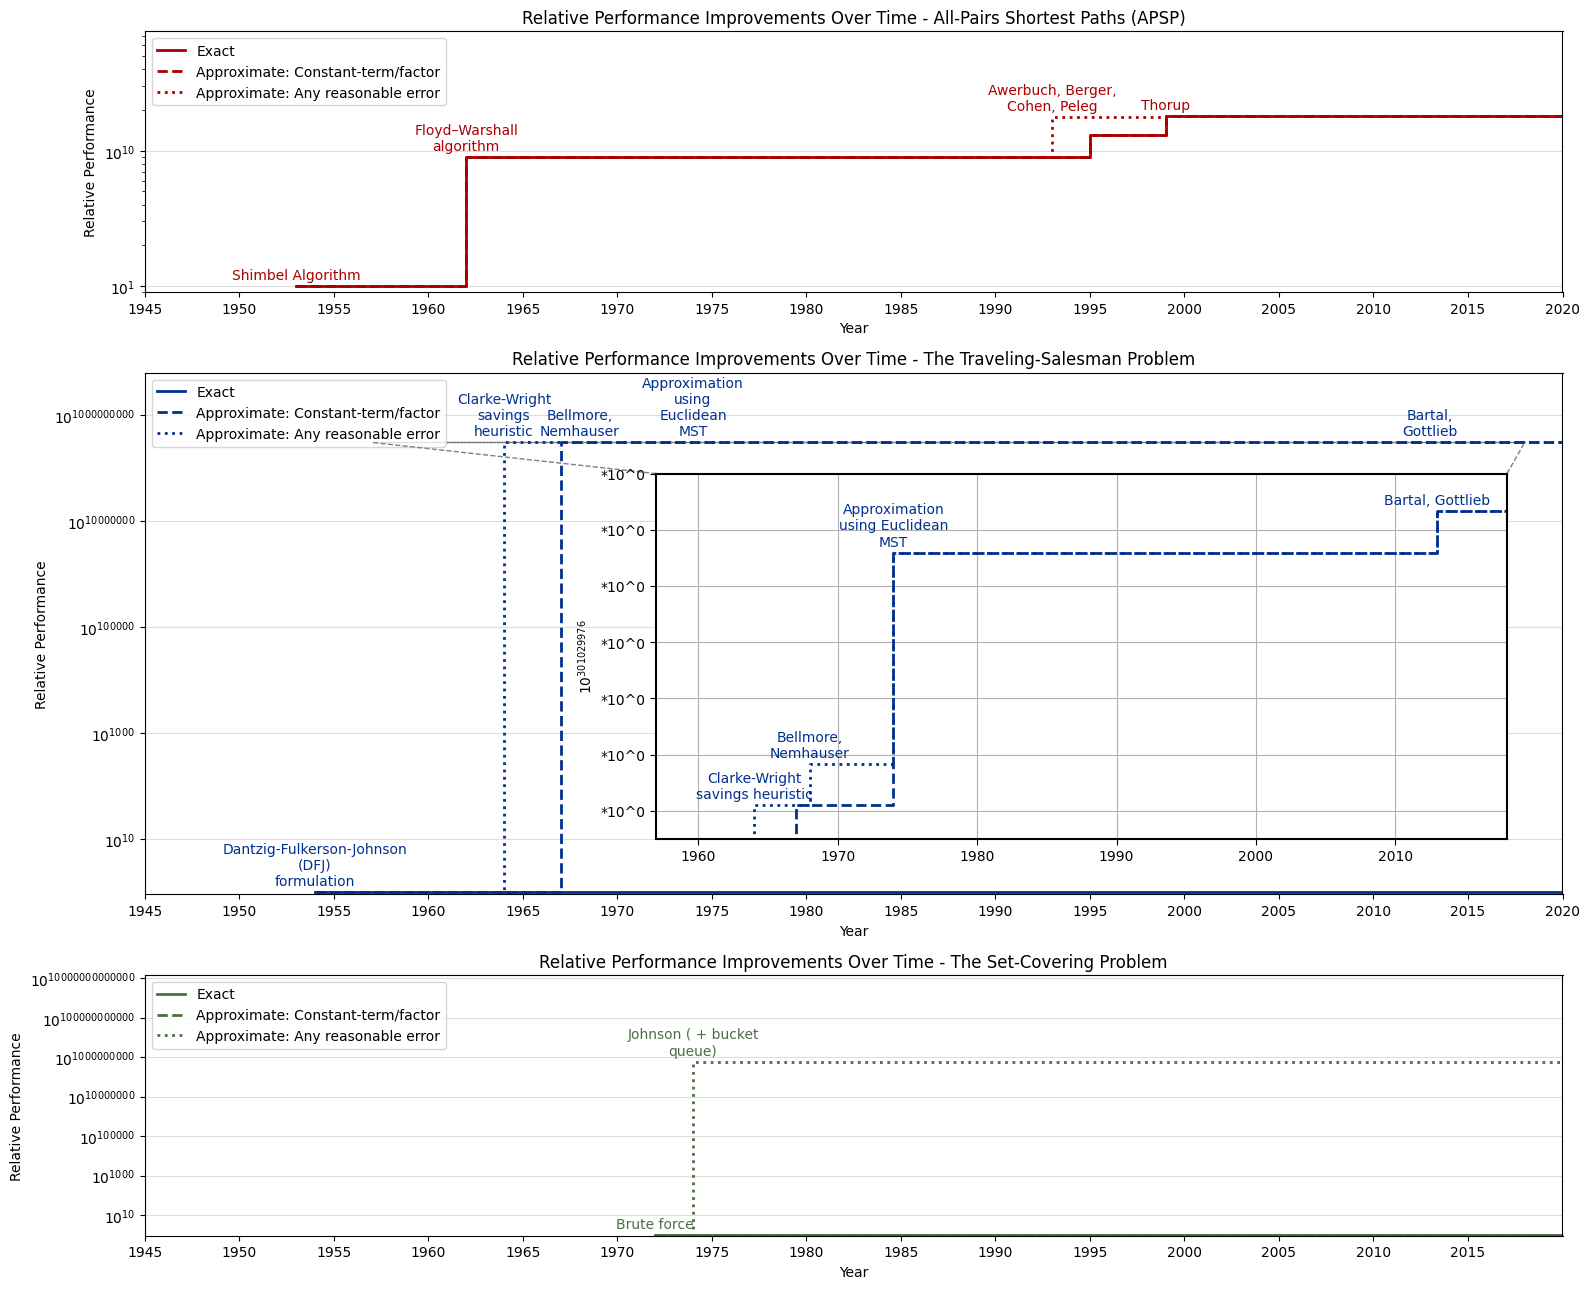 Relative Performance Improvements Over Time - All-Pairs Shortest Paths (APSP)
Exact
Approximate: Constant-term/factor
Approximate: Any reasonable error
Awerbuch, Berger,
Cohen, Peleg
Thorup
Floyd–Warshall
algorithm
Shimbel Algorithm
Relative Performance
10^10
10^1
1945 1950 1955 1960 1965 1970 1975 1980 1985 1990 1995 2000 2005 2010 2015 2020
Year
Relative Performance Improvements Over Time - The Traveling-Salesman Problem
Exact
Approximate: Constant-term/factor
Approximate: Any reasonable error
Clarke-Wright
savings
heuristic
Bellmore,
Nemhauser
Approximation
using
Euclidean
MST
Bartal,
Gottlieb
Relative Performance
10^1000000000
10^10000000
10^100000
10^1000
10^10
Dantzig-Fulkerson-Johnson
(DFJ)
formulation
10^301029976
*10^0
*10^0
*10^0
*10^0
*10^0
*10^0
*10^0
Approximation
using Euclidean
MST
Bartal, Gottlieb
Bellmore,
Nemhauser
Clarke-Wright
savings heuristic
1960 1970 1980 1990 2000 2010
1945 1950 1955 1960 1965 1970 1975 1980 1985 1990 1995 2000 2005 2010 2015 2020
Year
Relative Performance Improvements Over Time - The Set-Covering Problem
Exact
Approximate: Constant-term/factor
Approximate: Any reasonable error
Johnson ( + bucket
queue)
Brute force
Relative Performance
10^10000000000000
10^100000000000
10^1000000000
10^10000000
10^100000
10^1000
10^10
1945 1950 1955 1960 1965 1970 1975 1980 1985 1990 1995 2000 2005 2010 2015
Year